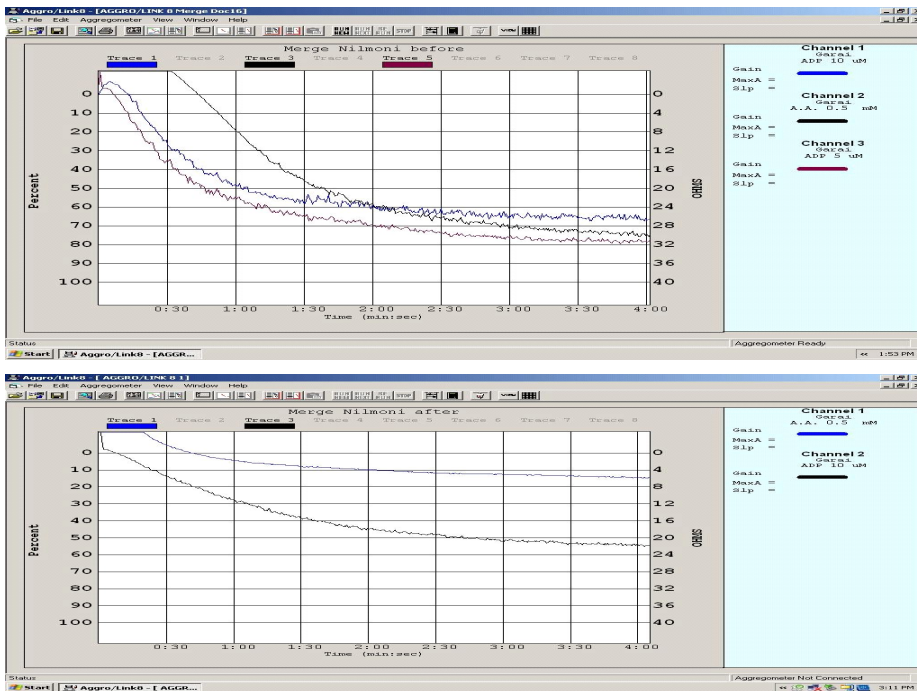 Aggro/Link8 - [AGGRO/LINK 8 Merge Doc16]
File Edit Aggregometer View Window Help
STOP
Merge Nilmoni before
Trace 1 Trace 2 Trace 3 Trace 4 Trace 5 Trace 6 Trace 7 Trace 8
Percent
0
10
20
30
40
50
60
70
80
90
100
0
4
8
12
16
20
24
28
32
36
40
OHMS
0:30 1:00 1:30 2:00 2:30 3:00 3:30 4:00
Time (min:sec)
Channel 1
Garai
ADP 10 uM
Gain
MaxA =
Slp =
Channel 2
Garai
A.A. 0.5 mM
Gain
MaxA =
Slp =
Channel 3
Garai
ADP 5 uM
Gain
MaxA =
Slp =
Status Aggregometer Ready
Start Aggro/Link8 - [AGGR... 1:53 PM
Aggro/Link8 - [ AGGRO/LINK 8 1]
File Edit Aggregometer View Window Help
STOP
Merge Nilmoni after
Trace 1 Trace 2 Trace 3 Trace 4 Trace 5 Trace 6 Trace 7 Trace 8
Percent
0
10
20
30
40
50
60
70
80
90
100
0
4
8
12
16
20
24
28
32
36
40
OHMS
0:30 1:00 1:30 2:00 2:30 3:00 3:30 4:00
Time (min:sec)
Channel 1
Garai
A.A. 0.5 mM
Gain
MaxA =
Slp =
Channel 2
Garai
ADP 10 uM
Gain
MaxA =
Slp =
Status Aggregometer Not Connected
Start Aggro/Link8 - [ AGGR... 3:11 PM